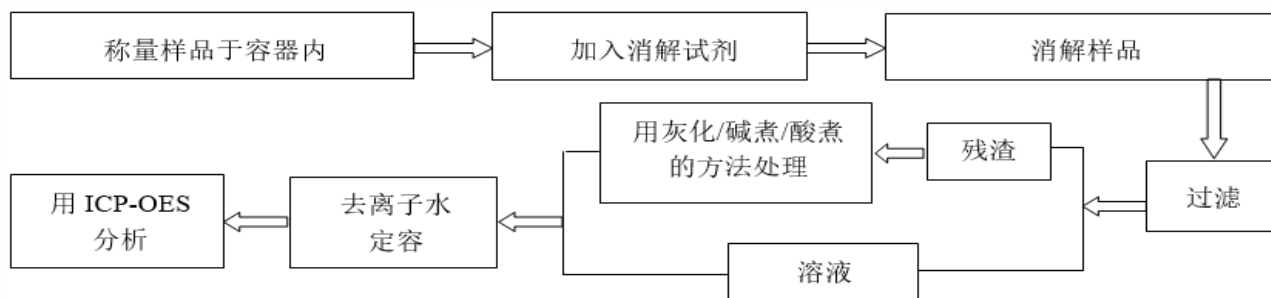 称量样品于容器内
加入消解试剂
消解样品
用灰化/碱煮/酸煮
的方法处理
残渣
过滤
用 ICP-OES
分析
去离子水
定容
溶液